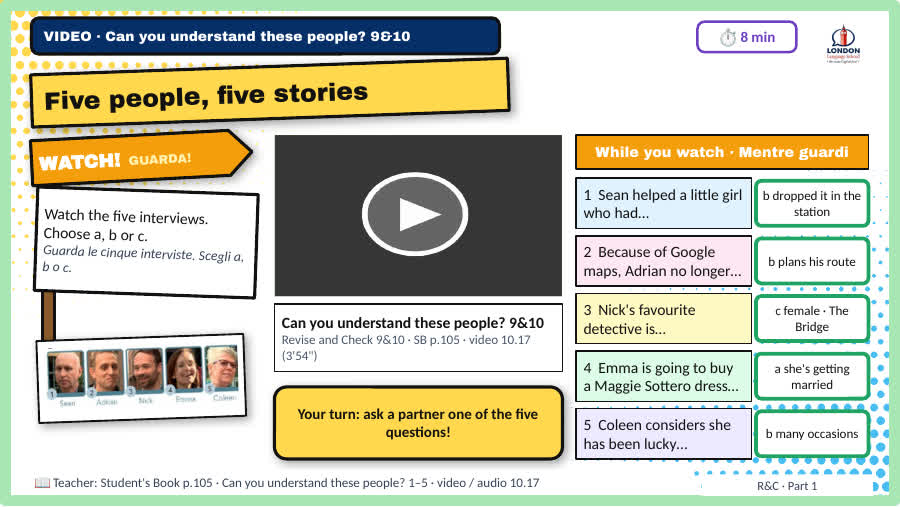 VIDEO · Can you understand these people? 9&10
⏱️ 8 min
LONDON
Language School
Five people, five stories
WATCH! GUARDA!
Watch the five interviews.
Choose a, b or c.
Guarda le cinque interviste. Scegli a,
b o c.
1 Sean
2 Adrian
3 Nick
4 Emma
5 Coleen
Can you understand these people? 9&10
Revise and Check 9&10 · SB p.105 · video 10.17
(3'54")
Your turn: ask a partner one of the five
questions!
While you watch · Mentre guardi
1 Sean helped a little girl
who had...
b dropped it in the
station
2 Because of Google
maps, Adrian no longer...
b plans his route
3 Nick's favourite
detective is...
c female · The
Bridge
4 Emma is going to buy
a Maggie Sottero dress...
a she's getting
married
5 Coleen considers she
has been lucky...
b many occasions
📖 Teacher: Student's Book p.105 · Can you understand these people? 1–5 · video / audio 10.17
R&C · Part 1